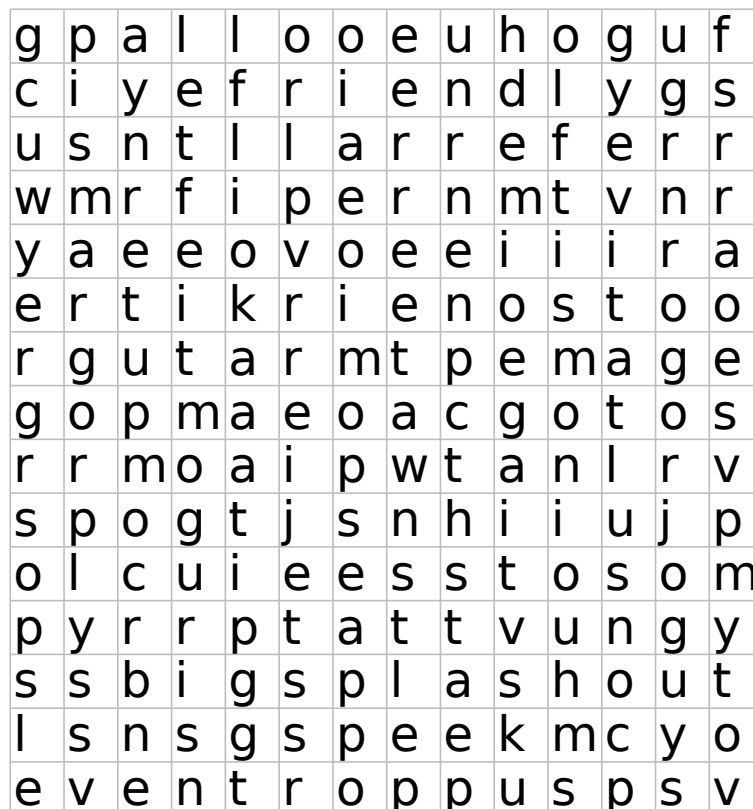 g p a l l o o e u h o g u f
c i y e f r i e n d l y g s
u s n t l l a r r e f e r r
w m r f i p e r n m t v n r
y a e e o v o e e i i i r a
e r t i k r i e n o s t o o
r g u t a r m t p e m a g e
g o p m a e o a c g o t o s
r r m o a i p w t a n l r v
s p o g t j s n h i i u j p
o l c u i e e s s t o s o m
p y r r p t a t t v u n g y
s s b i g s p l a s h o u t
l s n s g s p e e k m c y o
e v e n t r o p p u s p s v